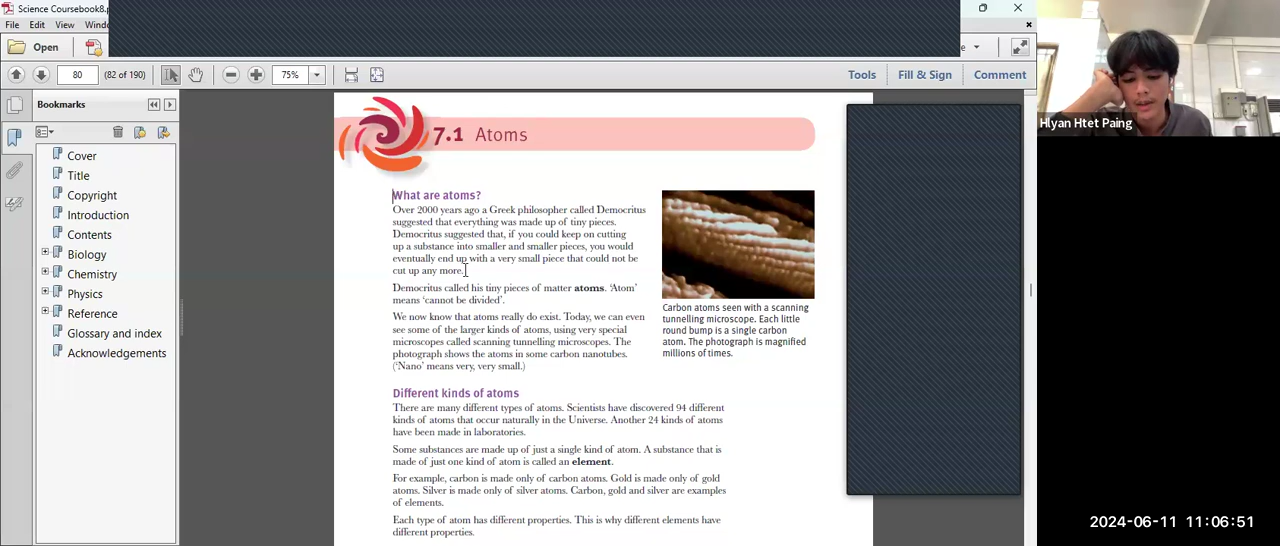 Science Coursebook8.p
File Edit View Windo
Open
80 (82 of 190) 75% Tools Fill & Sign Comment
Bookmarks
Cover
Title
Copyright
Introduction
Contents
Biology
Chemistry
Physics
Reference
Glossary and index
Acknowledgements
7.1 Atoms
What are atoms?
Over 2000 years ago a Greek philosopher called Democritus
suggested that everything was made up of tiny pieces.
Democritus suggested that, if you could keep on cutting
up a substance into smaller and smaller pieces, you would
eventually end up with a very small piece that could not be
cut up any more.
Democritus called his tiny pieces of matter atoms. 'Atom'
means 'cannot be divided'.
We now know that atoms really do exist. Today, we can even
see some of the larger kinds of atoms, using very special
microscopes called scanning tunnelling microscopes. The
photograph shows the atoms in some carbon nanotubes.
('Nano' means very, very small.)
Carbon atoms seen with a scanning
tunnelling microscope. Each little
round bump is a single carbon
atom. The photograph is magnified
millions of times.
Different kinds of atoms
There are many different types of atoms. Scientists have discovered 94 different
kinds of atoms that occur naturally in the Universe. Another 24 kinds of atoms
have been made in laboratories.
Some substances are made up of just a single kind of atom. A substance that is
made of just one kind of atom is called an element.
For example, carbon is made only of carbon atoms. Gold is made only of gold
atoms. Silver is made only of silver atoms. Carbon, gold and silver are examples
of elements.
Each type of atom has different properties. This is why different elements have
different properties.
Hlyan Htet Paing
2024-06-11 11:06:51